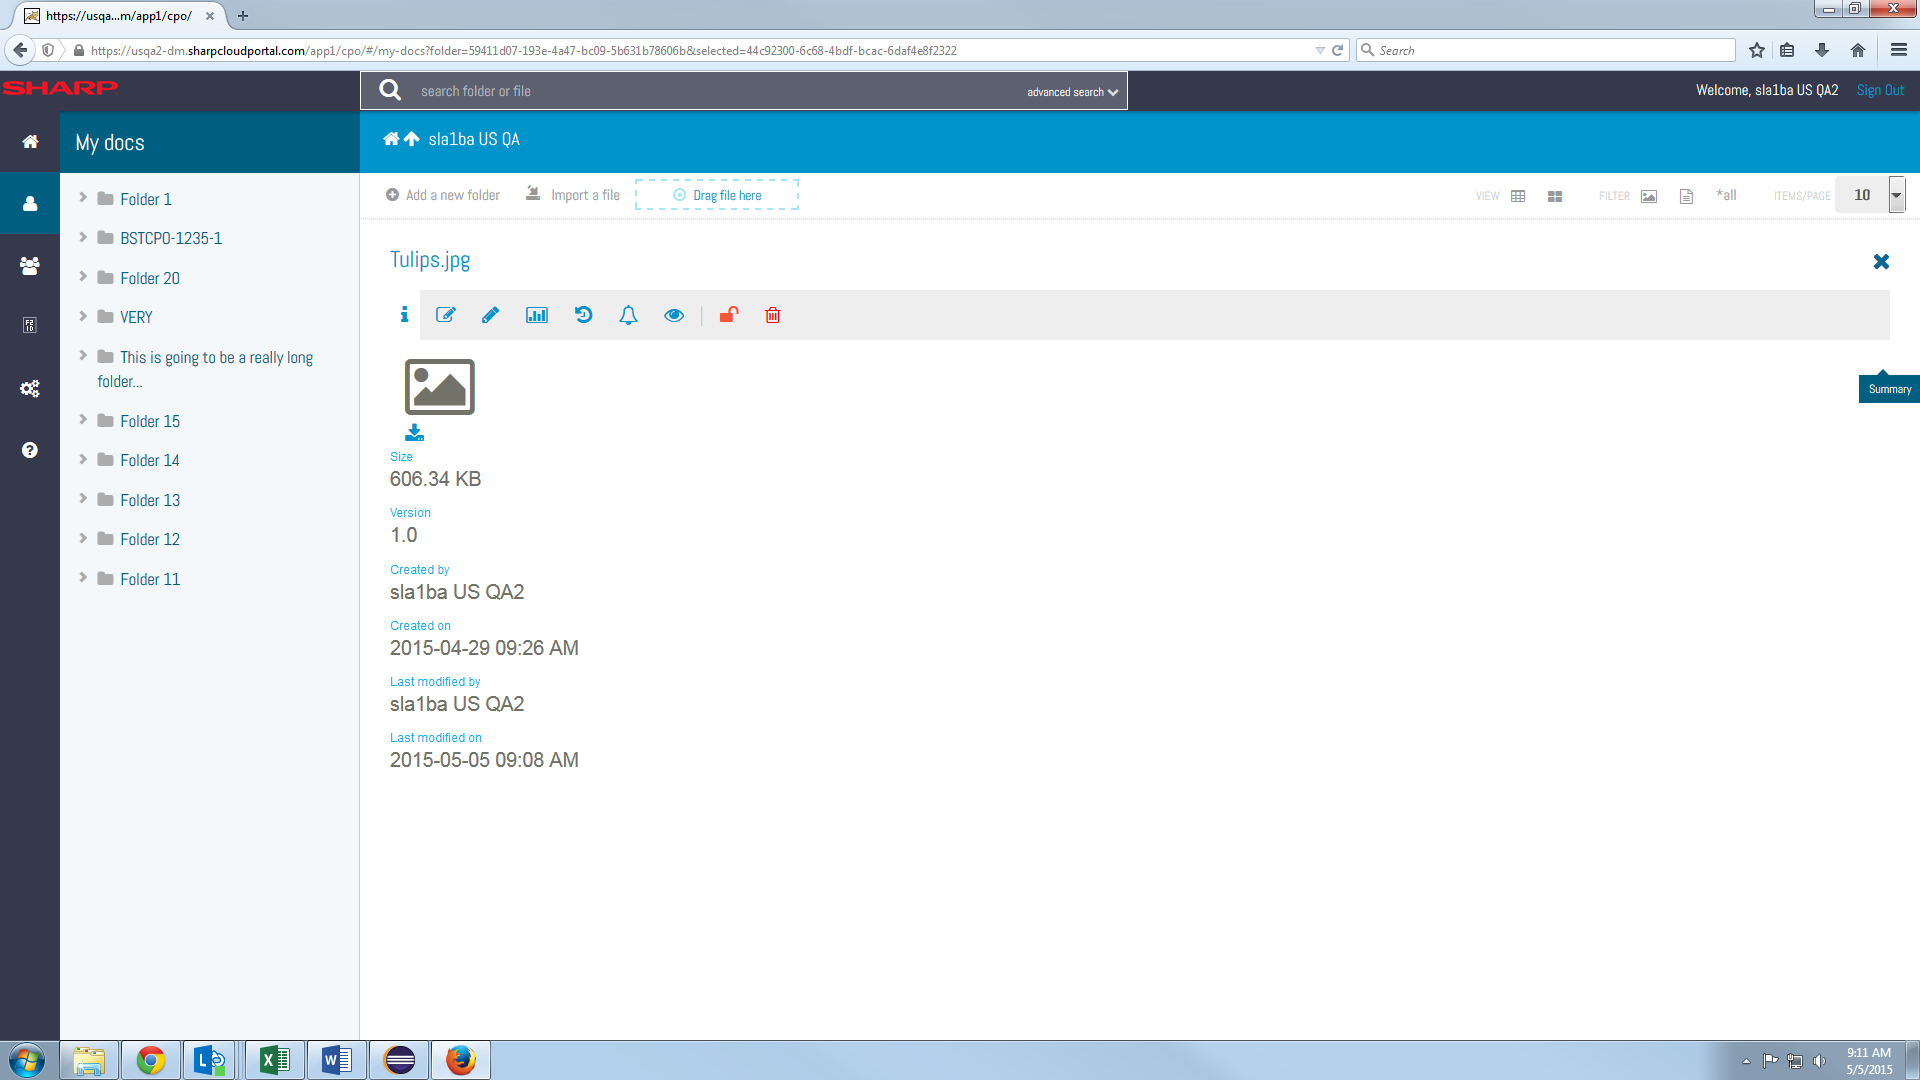 https://usqa...m/app1/cpo/
https://usqa2-dm.sharpcloudportal.com/app1/cpo/#/my-docs?folder=59411d07-193e-4a47-bc09-5b631b78606b&selected=44c92300-6c68-4bdf-bcac-6daf4e8f2322
Search
SHARP
search folder or file
advanced search
Welcome, sla1ba US QA2
Sign Out
My docs
sla1ba US QA
Folder 1
BSTCPO-1235-1
Folder 20
VERY
This is going to be a really long
folder...
Folder 15
Folder 14
Folder 13
Folder 12
Folder 11
Add a new folder
Import a file
Drag file here
VIEW
FILTER
*all
ITEMS/PAGE
10
Tulips.jpg
Summary
Size
606.34 KB
Version
1.0
Created by
sla1ba US QA2
Created on
2015-04-29 09:26 AM
Last modified by
sla1ba US QA2
Last modified on
2015-05-05 09:08 AM
9:11 AM
5/5/2015